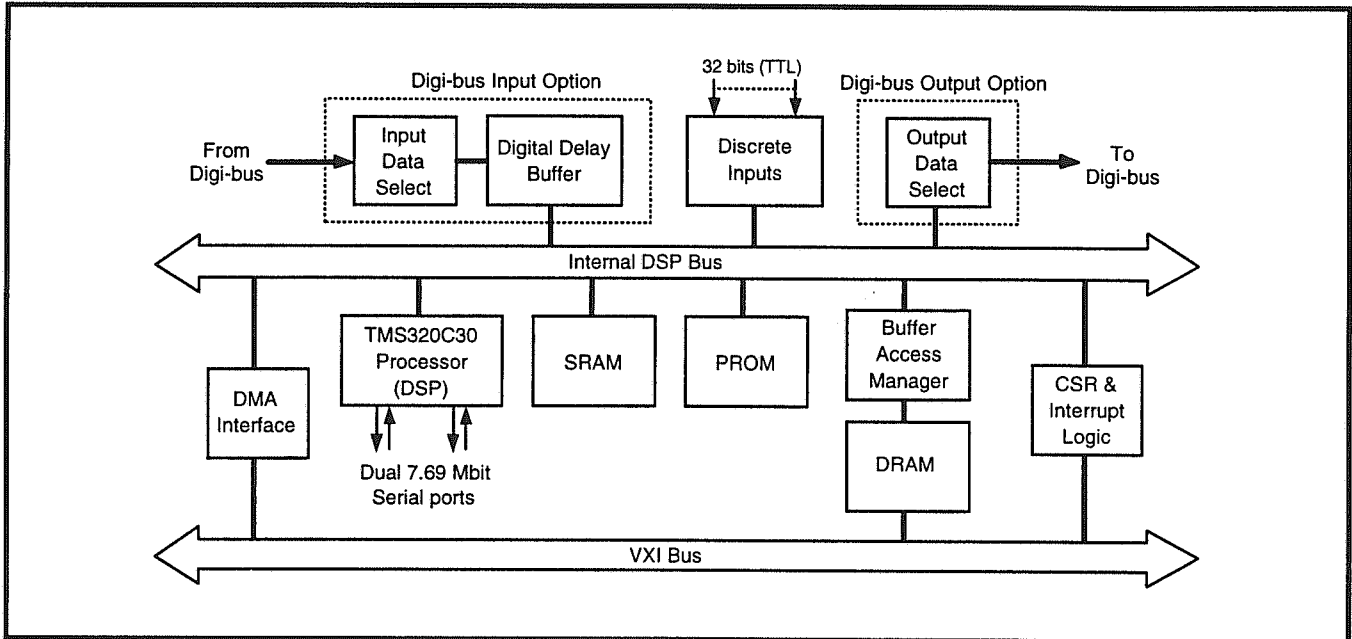 Digi-bus Input Option
32 bits (TTL)
Digi-bus Output Option
From
Digi-bus
Input
Data
Select
Digital Delay
Buffer
Discrete
Inputs
Output
Data
Select
To
Digi-bus
Internal DSP Bus
DMA
Interface
TMS320C30
Processor
(DSP)
Dual 7.69 Mbit
Serial ports
SRAM
PROM
Buffer
Access
Manager
DRAM
CSR &
Interrupt
Logic
VXI Bus